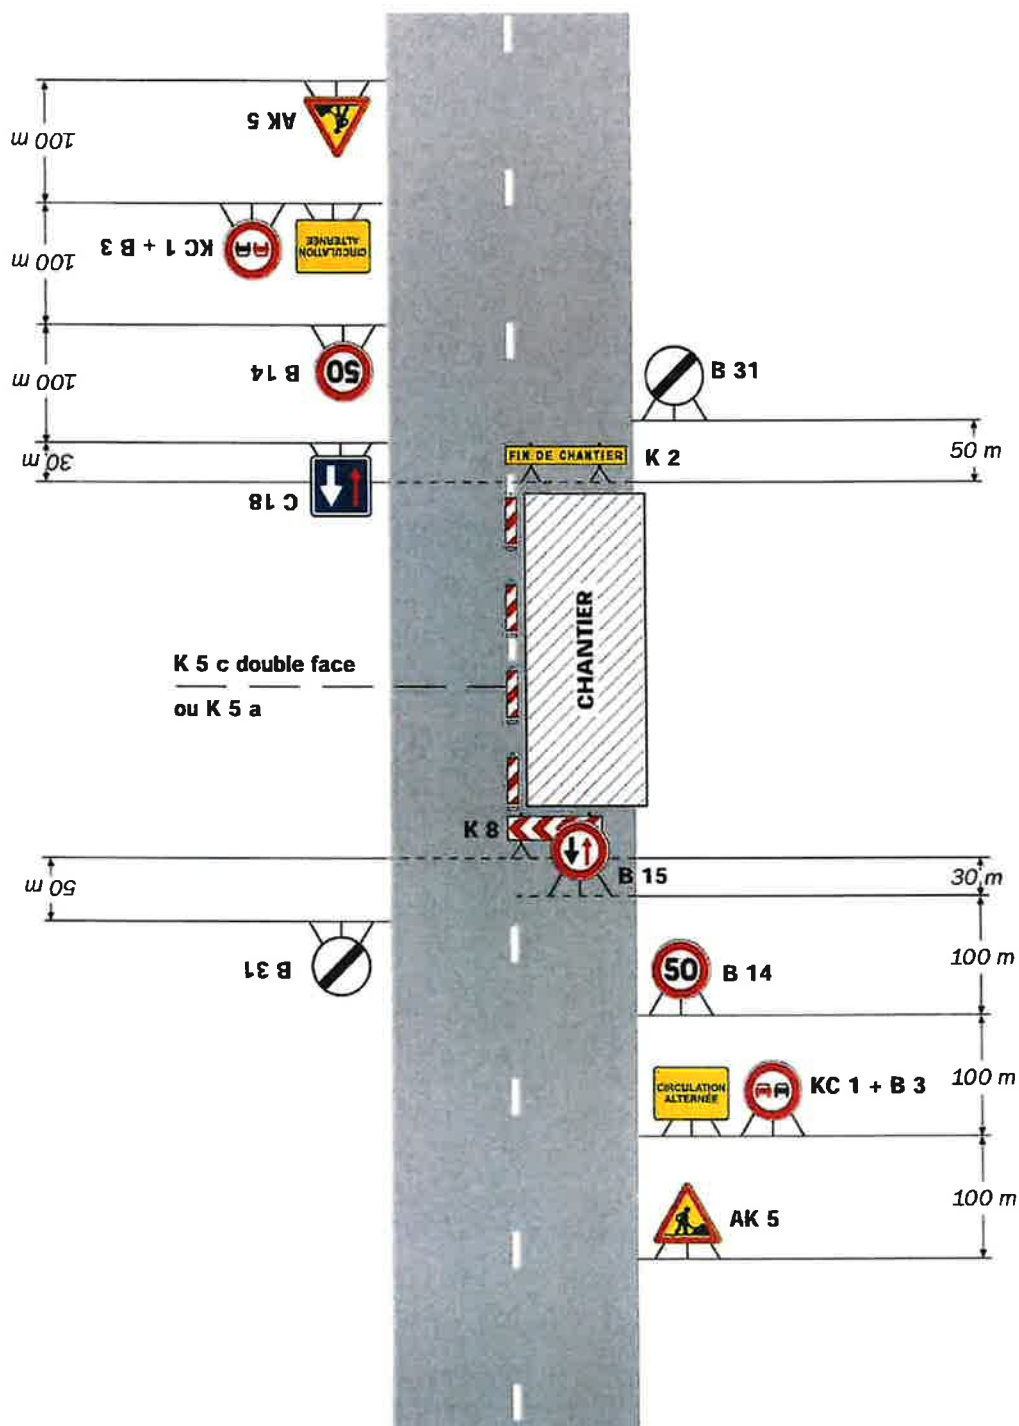 AK 5
100 m
KC 1 + B 3
CIRCULATION
ALTERNÉE
100 m
B 14
50
100 m
B 31
50 m
FIN DE CHANTIER
K 2
30 m
C 18
CHANTIER
K 5 c double face
ou K 5 a
K 8
B 15
30 m
50 m
B 31
50
B 14
100 m
CIRCULATION
ALTERNÉE
KC 1 + B 3
100 m
AK 5
100 m